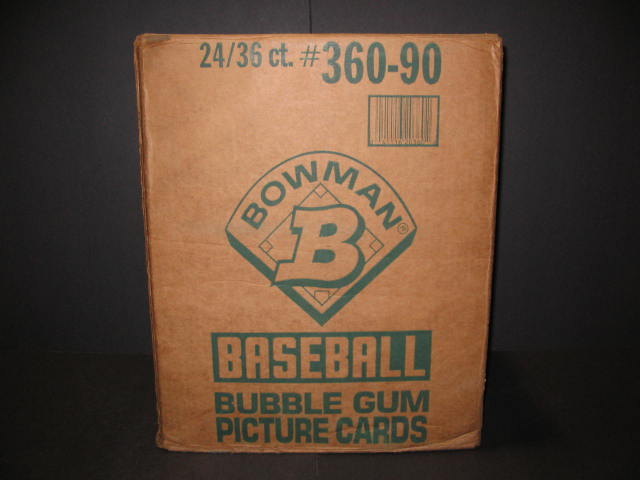 24/36 ct. #360-90
BOWMAN®
B
BASEBALL
BUBBLE GUM
PICTURE CARDS